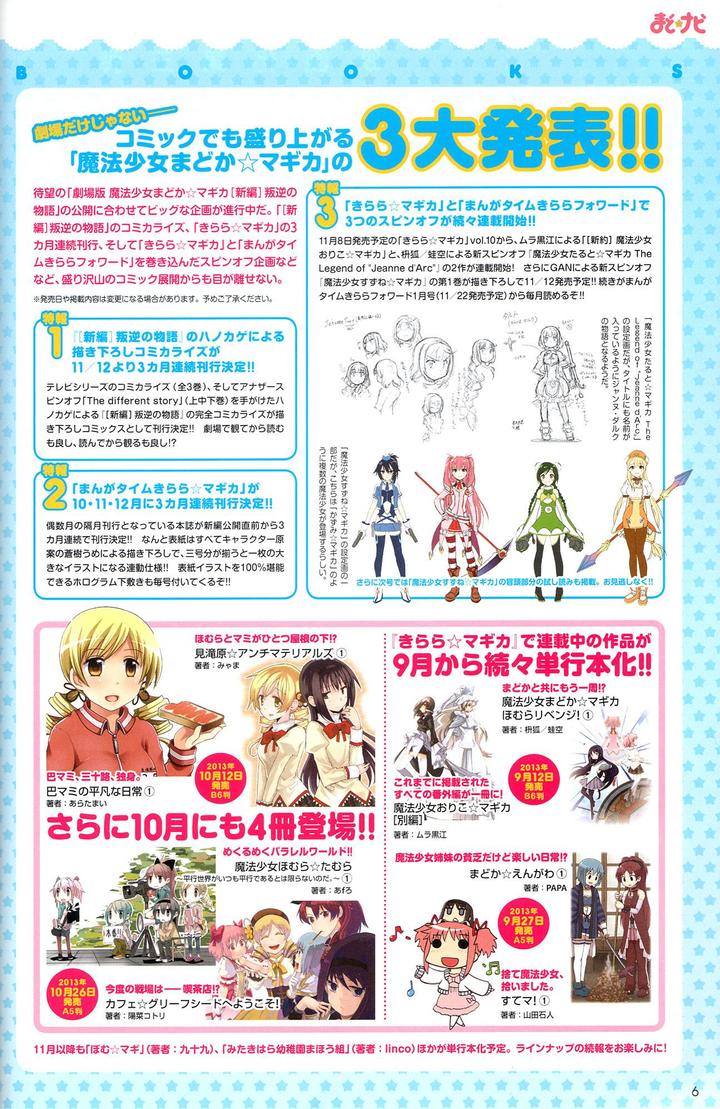 まど★ナビ
BOOKS
劇場だけじゃない――
コミックでも盛り上がる
「魔法少女まどか☆マギカ」の
3大発表!!
待望の「劇場版 魔法少女まどか☆マギカ[新編]叛逆の
物語」の公開に合わせてビッグな企画が進行中だ。「[新
編]叛逆の物語」のコミカライズ、「きらら☆マギカ」の3
カ月連続刊行、そして「きらら☆マギカ」と「まんがタイ
ムきららフォワード」を巻き込んだスピンオフ企画など
など、盛り沢山のコミック展開からも目が離せない。
※発売日や掲載内容は変更になる場合があります。予めご了承ください。
特報
1
『[新編]叛逆の物語』のハノカゲによる
描き下ろしコミカライズが
11/12より3カ月連続刊行決定!!
テレビシリーズのコミカライズ(全3巻)、そしてアナザース
ピンオフ「The different story」(上中下巻)を手がけたハ
ノカゲによる『[新編]叛逆の物語』の完全コミカライズが描
き下ろしコミックスとして刊行!! 劇場で観てから読む
も良し、読んでから観るも良し!?
特報
2
「まんがタイムきらら☆マギカ」が
10・11・12月に3カ月連続刊行決定!!
偶数月の隔月刊行となっている本誌が新編公開直前から3
カ月連続で刊行!! なんと表紙はすべてキャラクター原
案の蒼樹うめによる描き下ろしで、三号分が揃うと一枚の大
きなイラストになる連動仕様!! 表紙イラストを100%堪能
できるホログラム下敷きも毎号付いてくるぞ!!
特報
3
「きらら☆マギカ」と「まんがタイムきららフォワード」で
3つのスピンオフが続々連載開始!!
11月8日発売予定の「きらら☆マギカ」vol.10から、ムラ黒江による「[新約]魔法少女
おりこ☆マギカ」と、枡狐/蛙空による新スピンオフ「魔法少女たると☆マギカ The
Legend of "Jeanne d'Arc"」の2作が連載開始! さらにGANによる新スピンオフ
「魔法少女すずね☆マギカ」の第1巻が描き下ろしで11/12発売予定!! 続きがまんが
タイムきららフォワード1月号(11/22発売予定)から毎月読めるぞ!!
「魔法少女たると☆マギカ The
Legend of "Jeanne d'Arc"」
の設定画だが、タイトルにも名前が
入っているようにジャンヌ・ダルク
の物語となるようだ。
「魔法少女すずね☆マギカ」の設定画の一
部だが、こちらは「かずみ☆マギカ」のよ
うに複数の魔法少女が登場するらしい。
さらに次号では「魔法少女すずね☆マギカ」の冒頭部分の試し読みも掲載。お見逃しなく!!
ほむらとマミがひとつ屋根の下!?
見滝原☆アンチマテリアルズ①
著者:みゃま
巴マミ、三十路、独身。
巴マミの平凡な日常①
著者:あらたまい
2013年
10月12日
発売
B6判
さらに10月にも4冊登場!!
めくるめくパラレルワールド!!
魔法少女ほむら☆たむら
~平行世界がいつも平行であるとは限らないのだ。~①
著者:あfろ
2013年
10月26日
発売
A5判
今度の戦場は――喫茶店!?
カフェ☆グリーフシードへようこそ!
著者:陽菜コトリ
『きらら☆マギカ』で連載中の作品が
9月から続々単行本化!!
まどかと共にもう一周!?
魔法少女まどか☆マギカ
ほむらリベンジ!①
著者:枡狐/蛙空
2013年
9月12日
発売
B6判
これまでに掲載された
すべての番外編が一冊に!
魔法少女おりこ☆マギカ
[別編]
著者:ムラ黒江
魔法少女姉妹の貧乏だけど楽しい日常!?
まどか☆えんがわ①
著者:PAPA
2013年
9月27日
発売
A5判
捨て魔法少女、
拾いました。
すてマ!①
著者:山田石人
11月以降も「ぽむ☆マギ」(著者:九十九)、「みたきはら幼稚園まほう組」(著者:linco)ほかが単行本化予定。ラインナップの続報をお楽しみに!
6